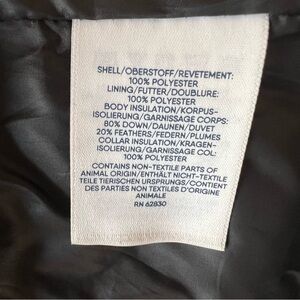 SHELL/OBERSTOFF/REVETEMENT:
100% POLYESTER
LINING/FUTTER/DOUBLURE:
100% POLYESTER
BODY INSULATION/KORPUS-
ISOLIERUNG/GARNISSAGE CORPS:
80% DOWN/DAUNEN/DUVET
20% FEATHERS/FEDERN/PLUMES
COLLAR INSULATION/KRAGEN-
ISOLIERUNG/GARNISSAGE COL:
100% POLYESTER
CONTAINS NON-TEXTILE PARTS OF
ANIMAL ORIGIN/ENTHÄLT NICHT-TEXTILE
TEILE TIERISCHEN URSPRUNGS/CONTIENT
DES PARTIES NON TEXTILES D'ORIGINE
ANIMALE
RN 62830